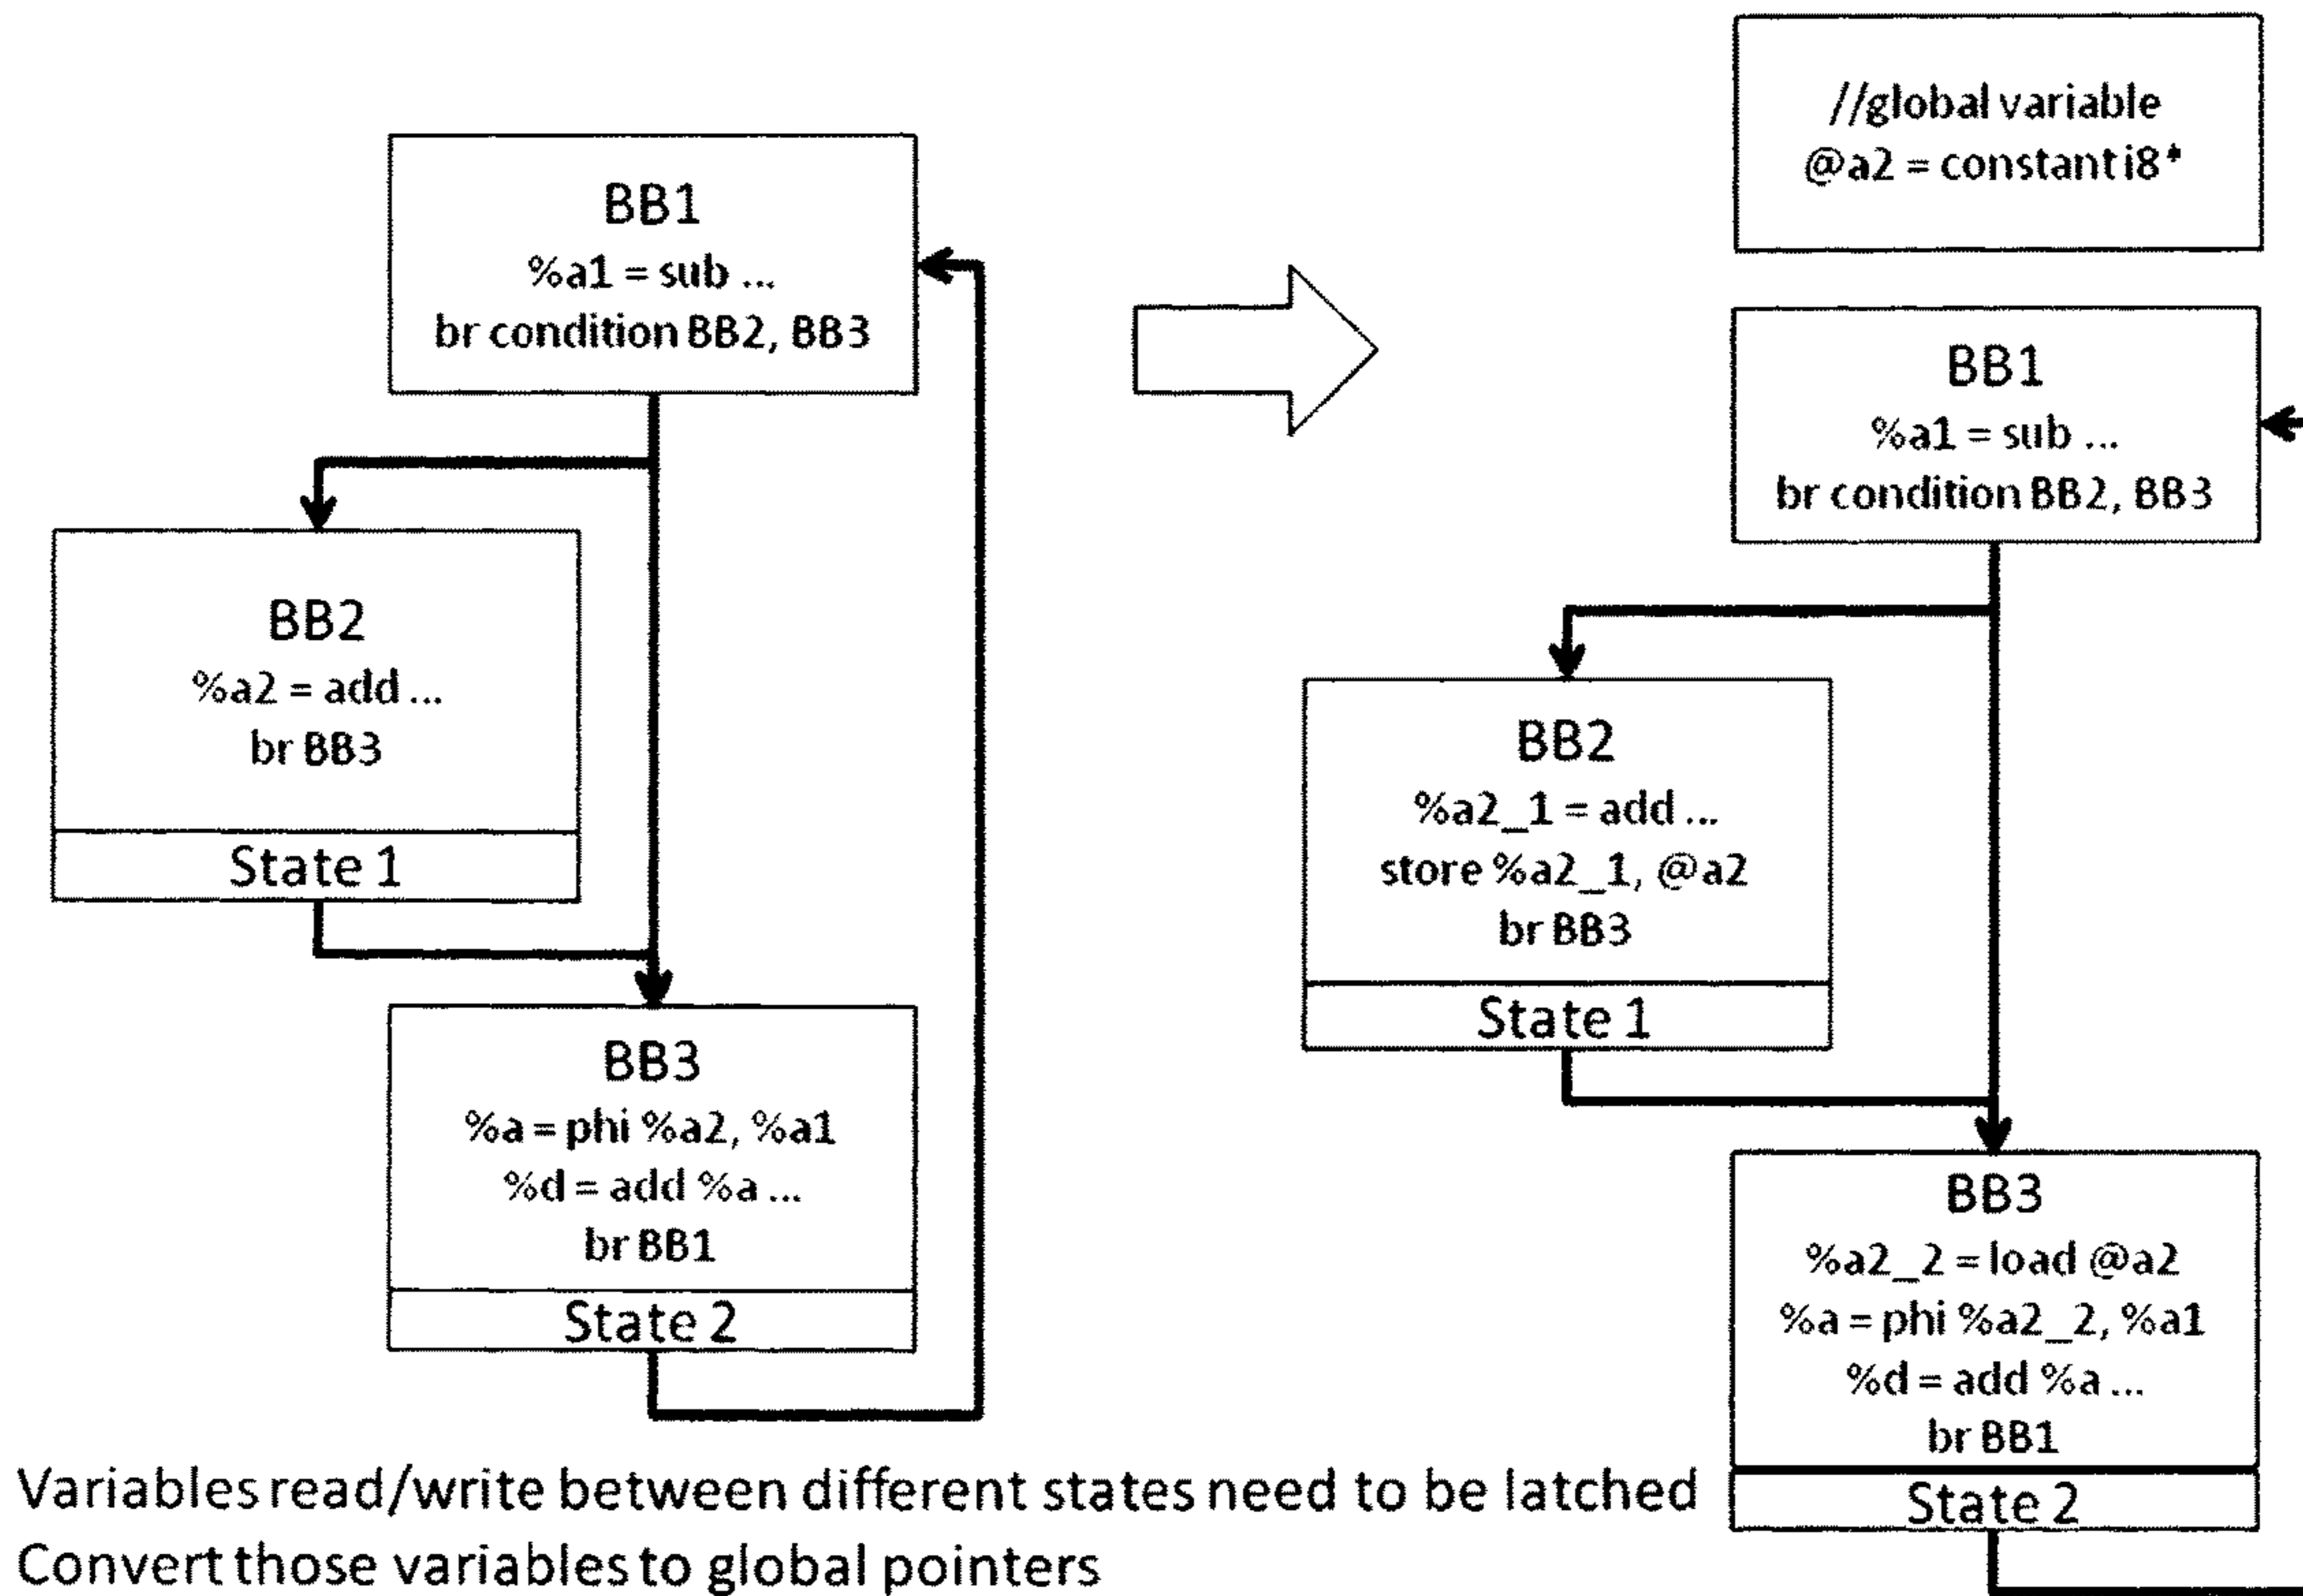 BB1
%a1 = sub ...
br condition BB2, BB3
BB2
%a2 = add ...
br BB3
State 1
BB3
%a = phi %a2, %a1
%d = add %a ...
br BB1
State 2
//global variable
@a2 = constant i8*
BB1
%a1 = sub ...
br condition BB2, BB3
BB2
%a2_1 = add ...
store %a2_1, @a2
br BB3
State 1
BB3
%a2_2 = load @a2
%a = phi %a2_2, %a1
%d = add %a ...
br BB1
State 2
Variables read/write between different states need to be latched
Convert those variables to global pointers